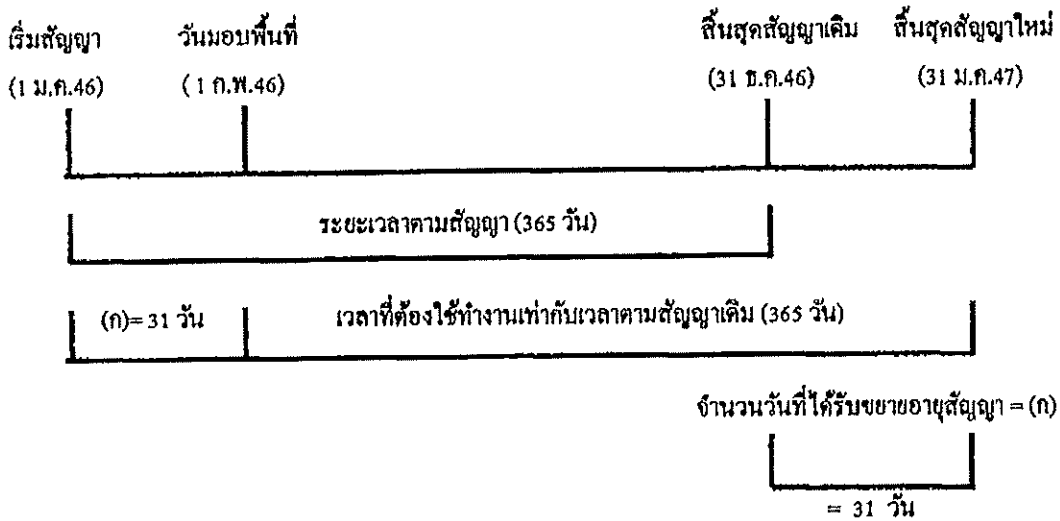 เริ่มสัญญา วันมอบพื้นที่ สิ้นสุดสัญญาเดิม สิ้นสุดสัญญาใหม่
(1 ม.ค.46) (1 ก.พ.46) (31 ธ.ค.46) (31 ม.ค.47)
ระยะเวลาตามสัญญา (365 วัน)
(ก)= 31 วัน เวลาที่ต้องใช้ทำงานเท่ากับเวลาตามสัญญาเดิม (365 วัน)
จำนวนวันที่ได้รับขยายอายุสัญญา = (ก)
= 31 วัน